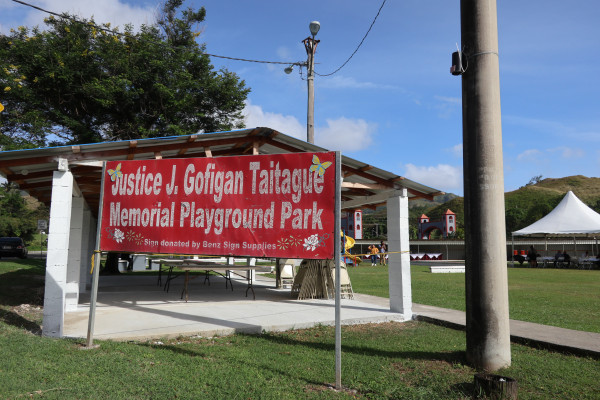 Justice J. Gofigan Taitague
Memorial Playground Park
Sign donated by Benz Sign Supplies